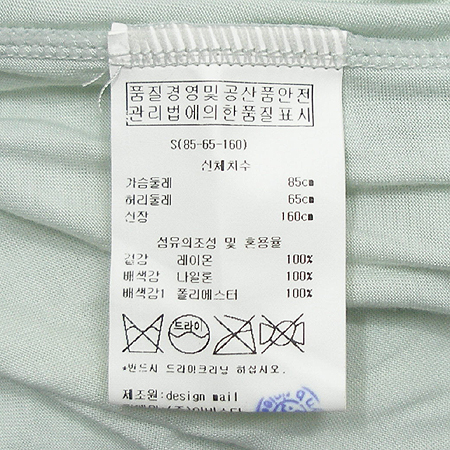 품질경영및공산품안전
관리법에의한품질표시
S(85-65-160)
신체치수
가슴둘레 85cm
허리둘레 65cm
신장 160cm
섬유의조성 및 혼용율
겉감 레이온 100%
배색감 나일론 100%
배색감1 폴리에스터 100%
드라이
*반드시 드라이크리닝 하십시오.
제조원:design mail